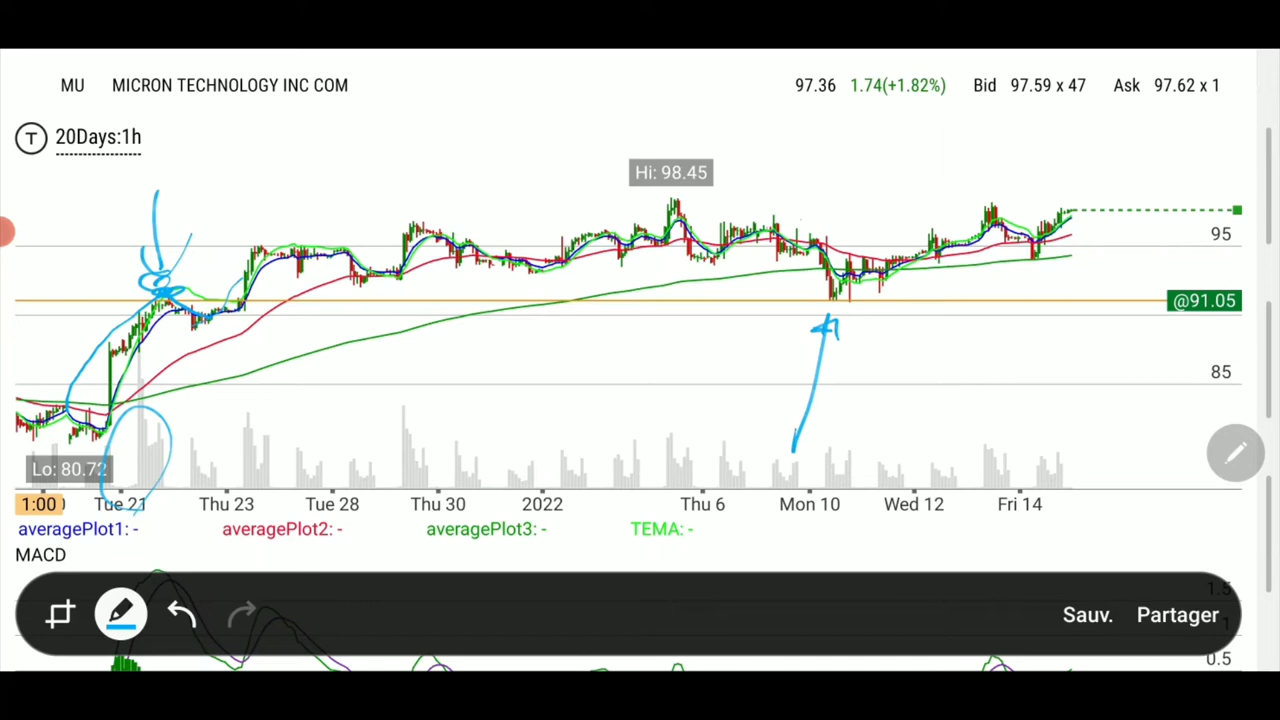 MU MICRON TECHNOLOGY INC COM 97.36 1.74(+1.82%) Bid 97.59 x 47 Ask 97.62 x 1
T 20Days:1h
Hi: 98.45
95
@91.05
85
Lo: 80.72
1:00 Tue 21 Thu 23 Tue 28 Thu 30 2022 Thu 6 Mon 10 Wed 12 Fri 14
averagePlot1: - averagePlot2: - averagePlot3: - TEMA: -
MACD
1.5
Sauv. Partager
1
0.5